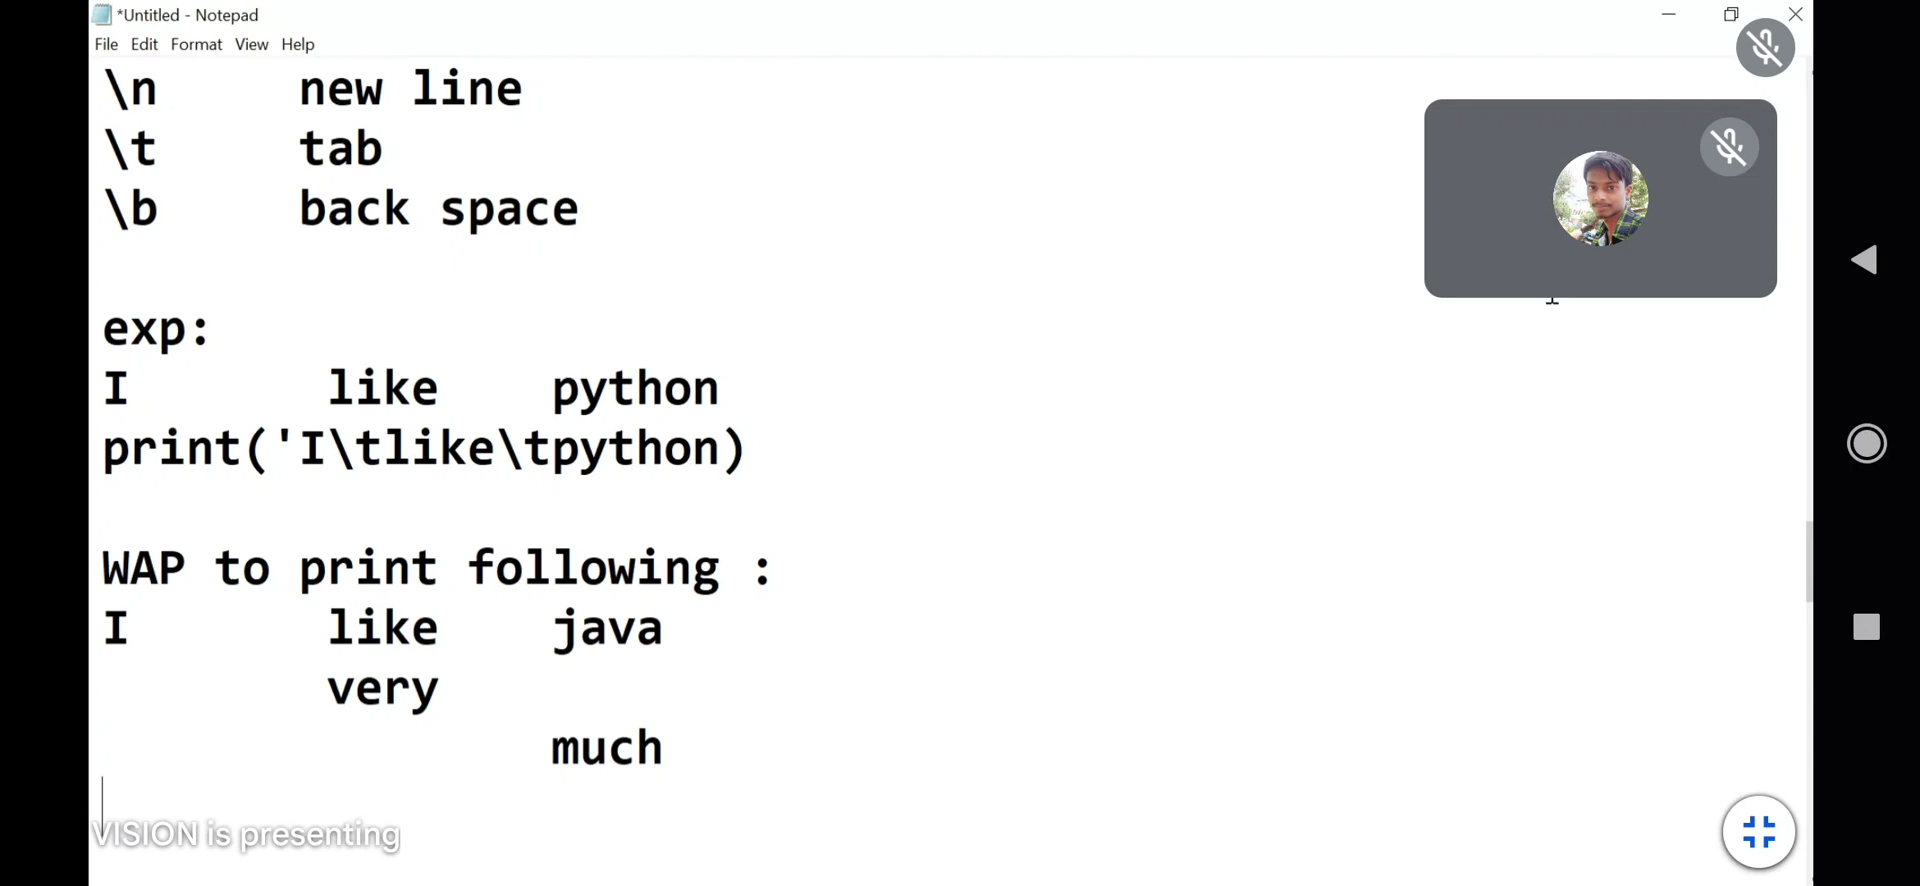 *Untitled - Notepad
File Edit Format View Help
\n new line
\t tab
\b back space
exp:
I like python
print('I\tlike\tpython)
WAP to print following :
I like java
very
much
VISION is presenting